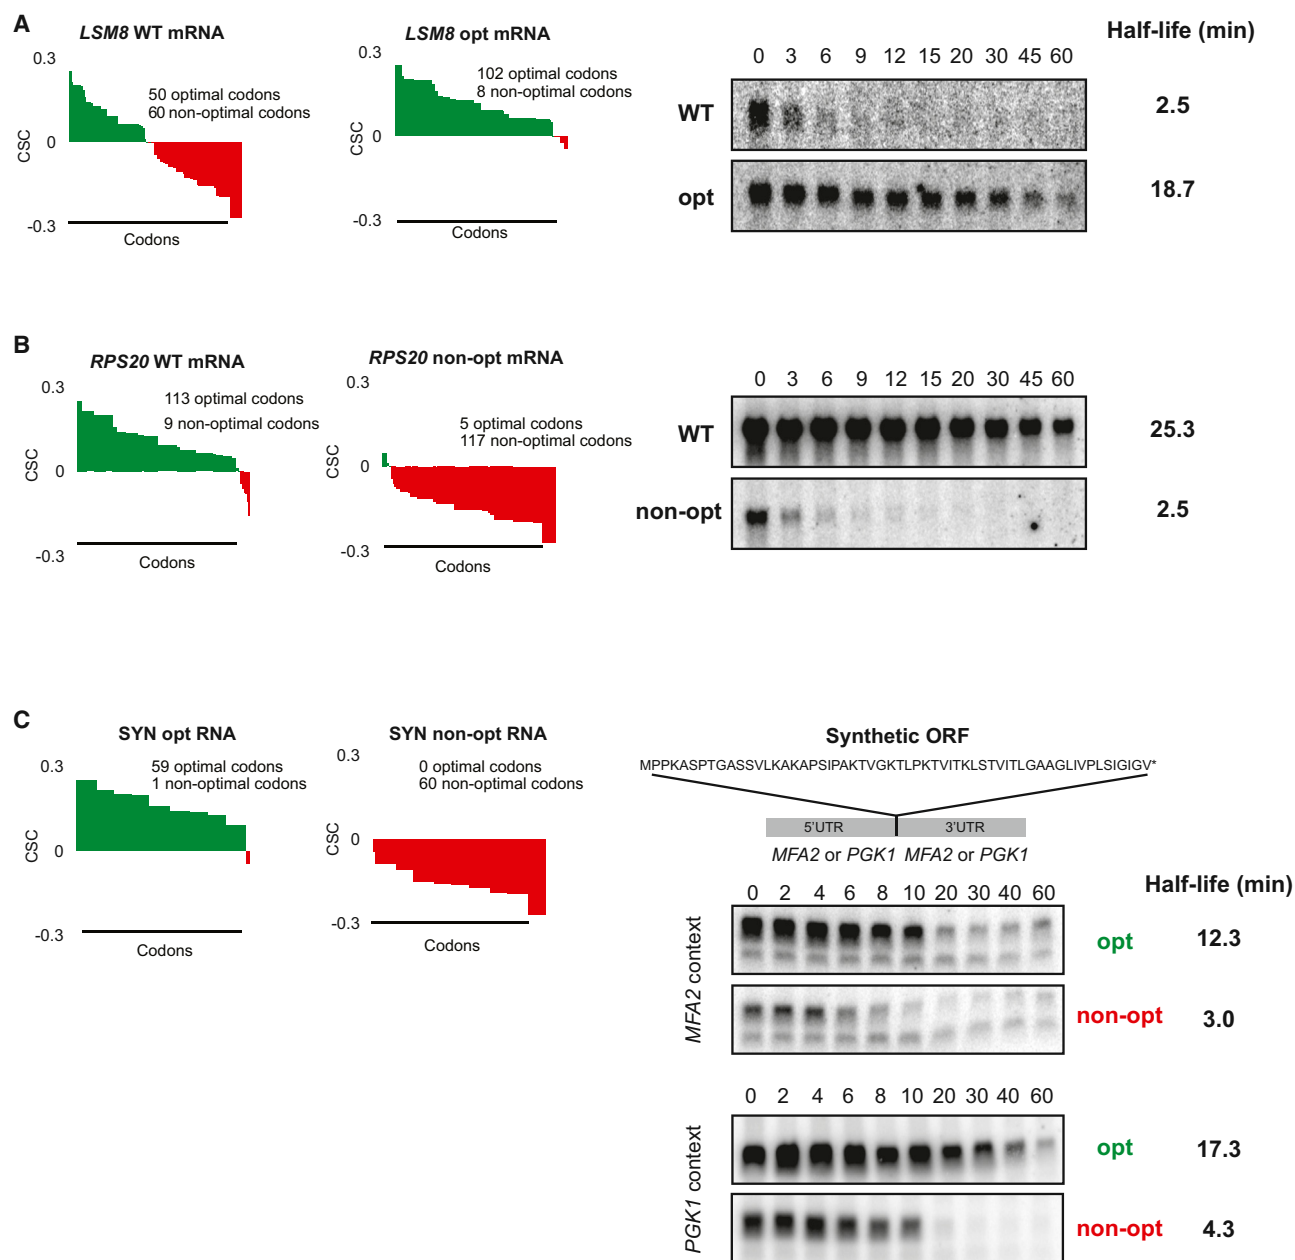 A
LSM8 WT mRNA
0.3
50 optimal codons
60 non-optimal codons
CSC
0
-0.3
Codons
LSM8 opt mRNA
0.3
102 optimal codons
8 non-optimal codons
CSC
0
-0.3
Codons
Half-life (min)
0 3 6 9 12 15 20 30 45 60
WT
2.5
opt
18.7
B
RPS20 WT mRNA
0.3
113 optimal codons
9 non-optimal codons
CSC
0
-0.3
Codons
RPS20 non-opt mRNA
0.3
5 optimal codons
117 non-optimal codons
CSC
0
-0.3
Codons
0 3 6 9 12 15 20 30 45 60
WT
25.3
non-opt
2.5
C
SYN opt RNA
0.3
59 optimal codons
1 non-optimal codons
CSC
0
-0.3
Codons
SYN non-opt RNA
0.3
0 optimal codons
60 non-optimal codons
CSC
0
-0.3
Codons
Synthetic ORF
MPPKASPTGASSVLKAKAPSIPAKTVGKTLPKTVITKLSTVITLGAAGLIVPLSIGIGV*
5'UTR 3'UTR
MFA2 or PGK1 MFA2 or PGK1
Half-life (min)
0 2 4 6 8 10 20 30 40 60
MFA2 context
opt
12.3
non-opt
3.0
0 2 4 6 8 10 20 30 40 60
PGK1 context
opt
17.3
non-opt
4.3